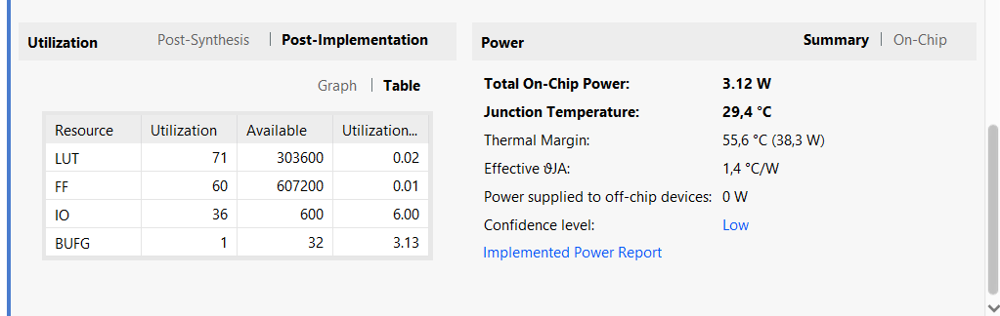 Utilization Post-Synthesis | Post-Implementation
Graph | Table
Resource Utilization Available Utilization...
LUT 71 303600 0.02
FF 60 607200 0.01
IO 36 600 6.00
BUFG 1 32 3.13
Power Summary | On-Chip
Total On-Chip Power: 3.12 W
Junction Temperature: 29,4 °C
Thermal Margin: 55,6 °C (38,3 W)
Effective ϑJA: 1,4 °C/W
Power supplied to off-chip devices: 0 W
Confidence level: Low
Implemented Power Report